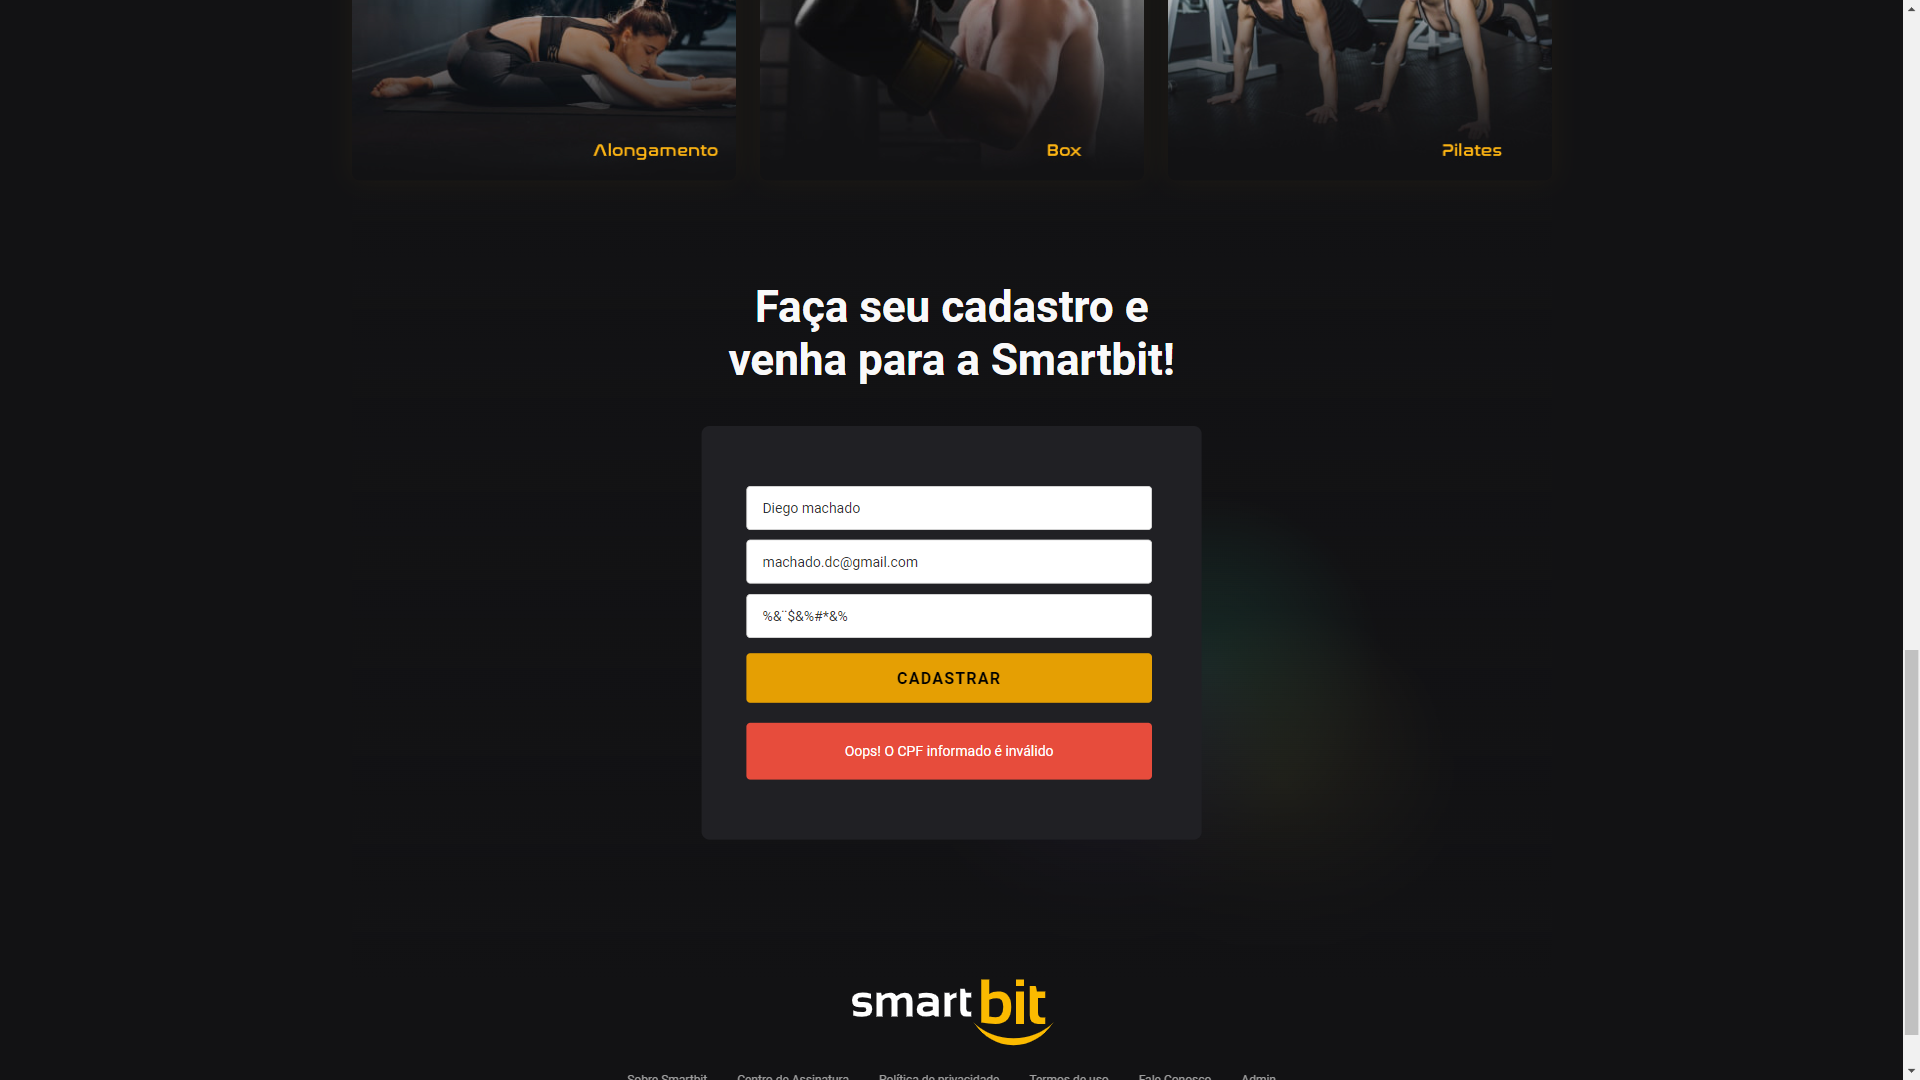 Alongamento
Box
Pilates
Faça seu cadastro e
venha para a Smartbit!
Diego machado
machado.dc@gmail.com
%&¨$&%#*&%
CADASTRAR
Oops! O CPF informado é inválido
smartbit
Sobre Smartbit Centro de Assinatura Política de privacidade Termos de uso Fale Conosco Admin